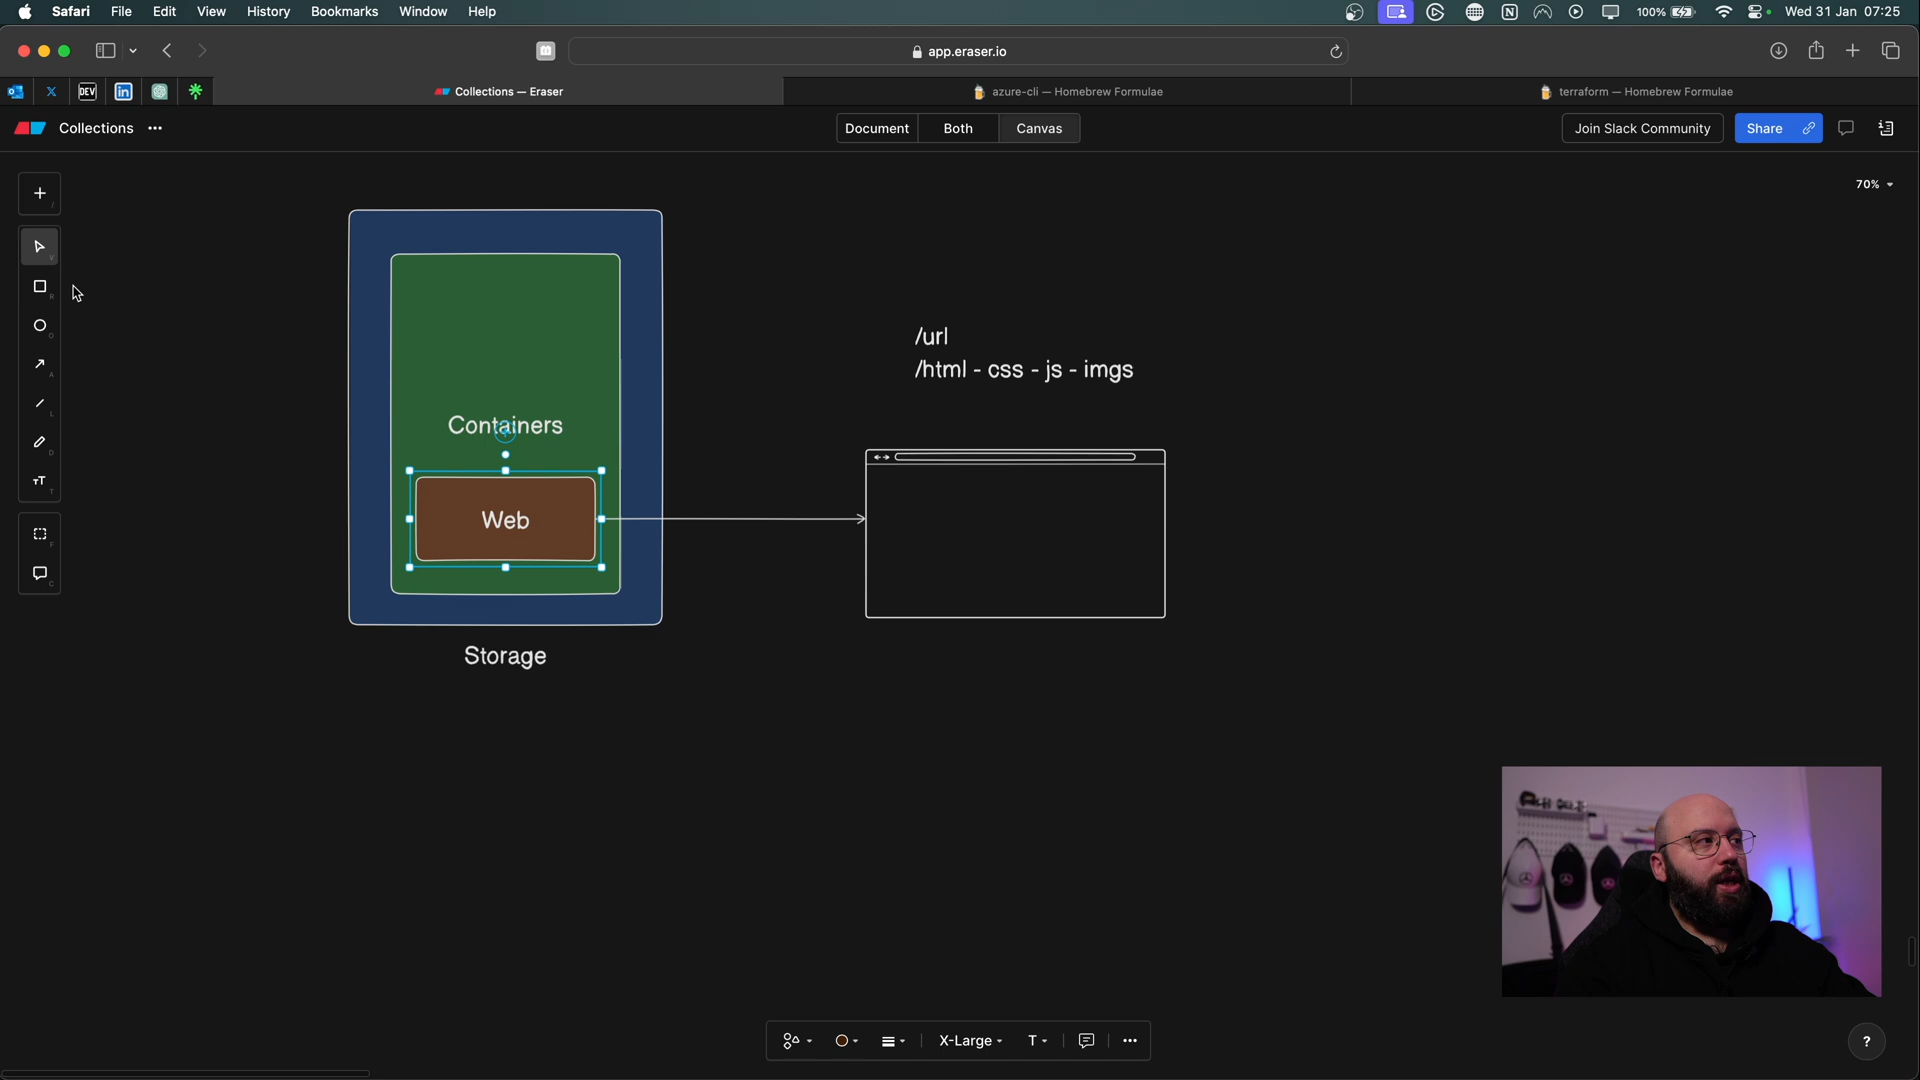 Safari File Edit View History Bookmarks Window Help 100% Wed 31 Jan 07:25
app.eraser.io
DEV in Collections — Eraser azure-cli — Homebrew Formulae terraform — Homebrew Formulae
Collections Document Both Canvas Join Slack Community Share
70%
/url
/html - css - js - imgs
Containers
Web
Storage
X-Large T
?